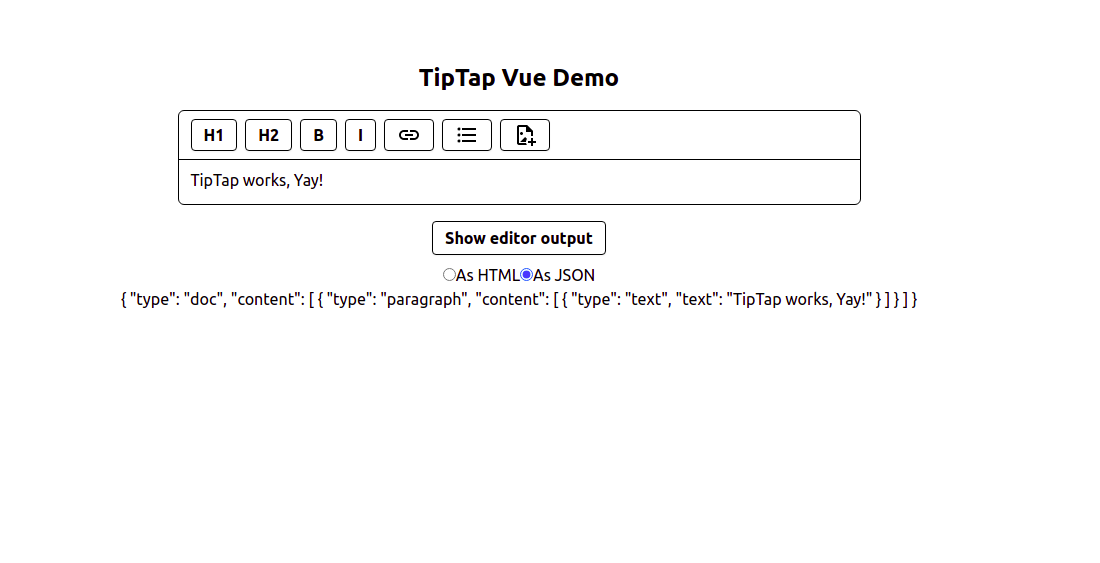 TipTap Vue Demo
H1 H2 B I
TipTap works, Yay!
Show editor output
As HTML As JSON
{ "type": "doc", "content": [ { "type": "paragraph", "content": [ { "type": "text", "text": "TipTap works, Yay!" } ] } ] }